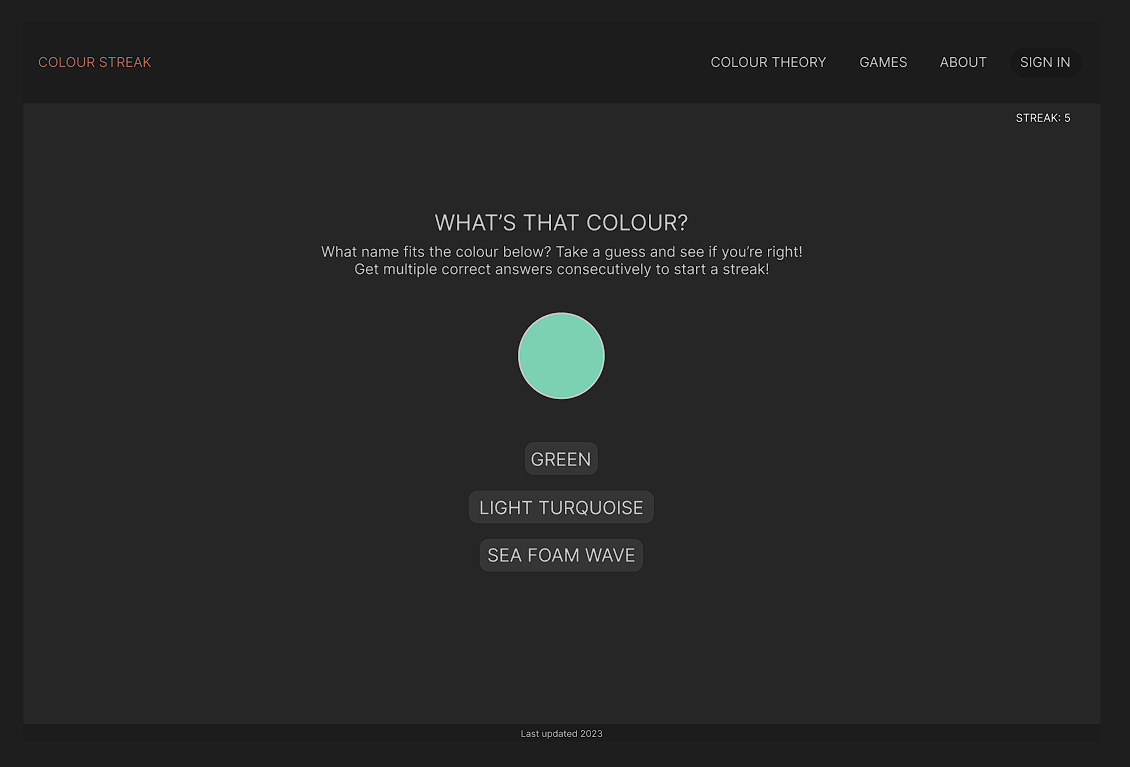 COLOUR STREAK
COLOUR THEORY GAMES ABOUT SIGN IN
STREAK: 5
WHAT’S THAT COLOUR?
What name fits the colour below? Take a guess and see if you’re right!
Get multiple correct answers consecutively to start a streak!
GREEN
LIGHT TURQUOISE
SEA FOAM WAVE
Last updated 2023